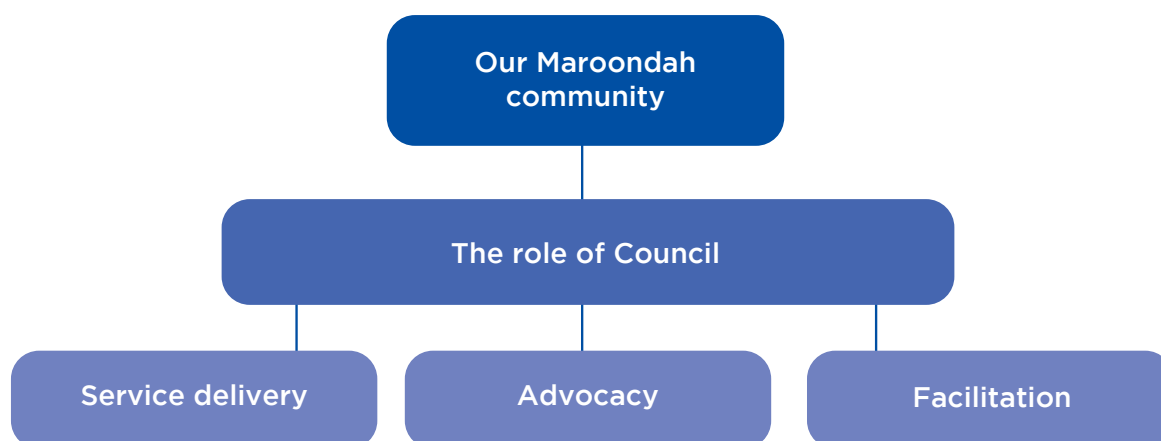 Our Maroondah
community
The role of Council
Service delivery
Advocacy
Facilitation